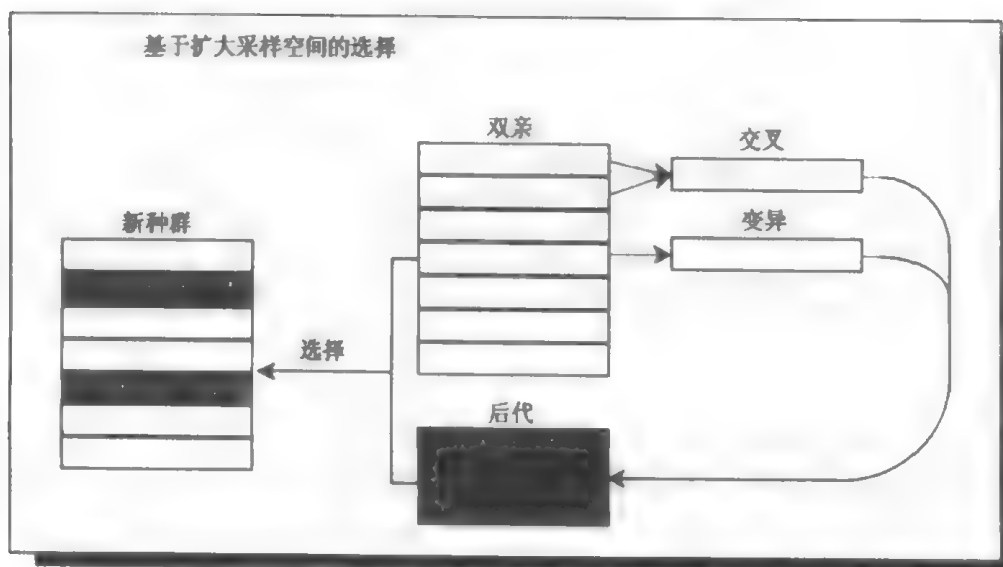 基于扩大采样空间的选择
双亲
交叉
新种群
变异
选择
后代